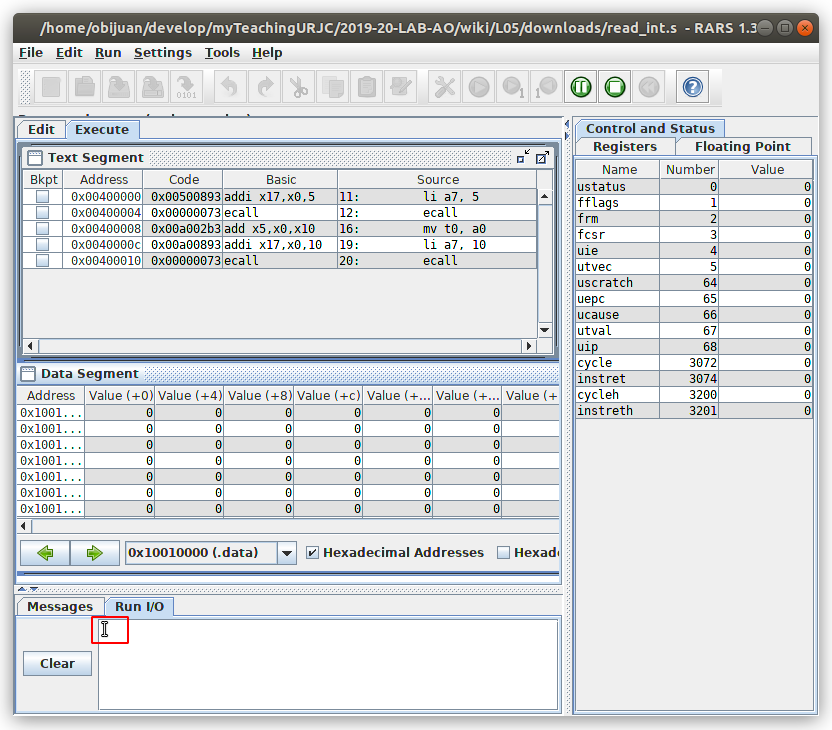 /home/obijuan/develop/myTeachingURJC/2019-20-LAB-AO/wiki/L05/downloads/read_int.s - RARS 1.3
File Edit Run Settings Tools Help
0101 1 1
Edit Execute
Text Segment
Bkpt Address Code Basic Source
0x00400000 0x00500893 addi x17,x0,5 11: li a7, 5
0x00400004 0x00000073 ecall 12: ecall
0x00400008 0x00a002b3 add x5,x0,x10 16: mv t0, a0
0x0040000c 0x00a00893 addi x17,x0,10 19: li a7, 10
0x00400010 0x00000073 ecall 20: ecall
Data Segment
Address Value (+0) Value (+4) Value (+8) Value (+c) Value (+... Value (+... Value (+
0x1001... 0 0 0 0 0 0
0x1001... 0 0 0 0 0 0
0x1001... 0 0 0 0 0 0
0x1001... 0 0 0 0 0 0
0x1001... 0 0 0 0 0 0
0x1001... 0 0 0 0 0 0
0x1001... 0 0 0 0 0 0
0x10010000 (.data) Hexadecimal Addresses Hexad
Messages Run I/O
Clear
Control and Status
Registers Floating Point
Name Number Value
ustatus 0 0
fflags 1 0
frm 2 0
fcsr 3 0
uie 4 0
utvec 5 0
uscratch 64 0
uepc 65 0
ucause 66 0
utval 67 0
uip 68 0
cycle 3072 0
instret 3074 0
cycleh 3200 0
instreth 3201 0